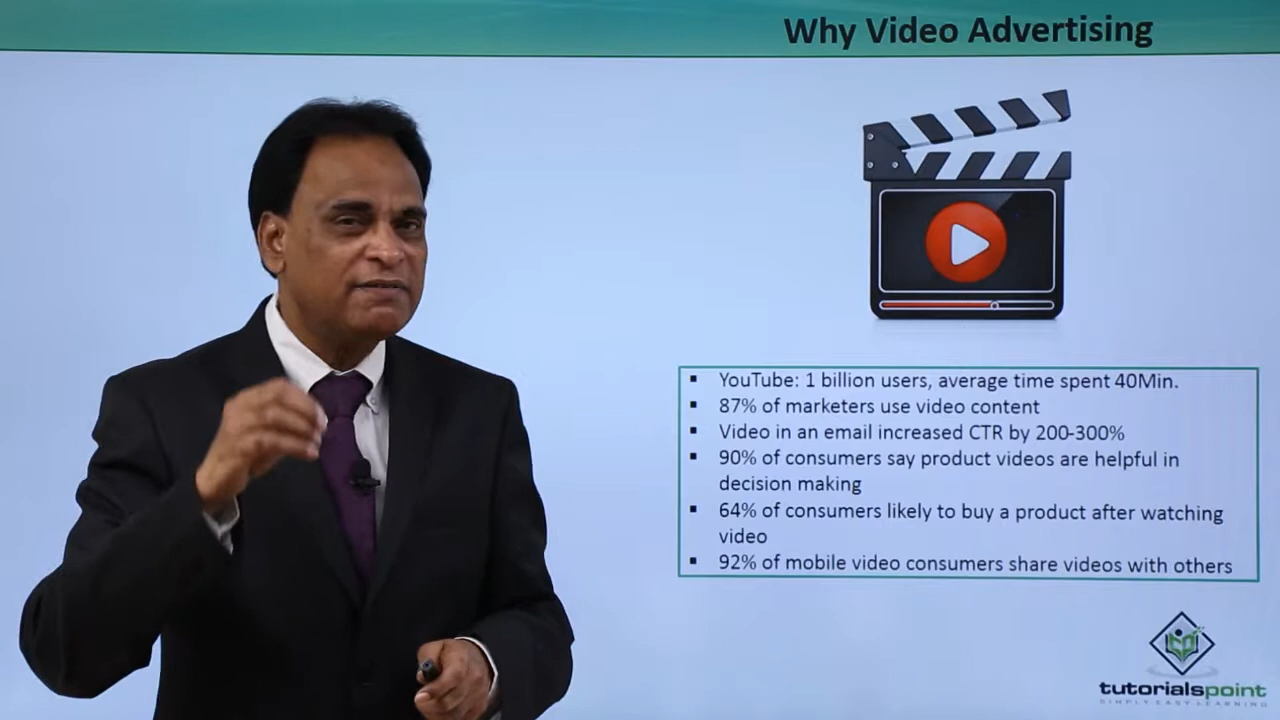 Why Video Advertising
▪ YouTube: 1 billion users, average time spent 40Min.
▪ 87% of marketers use video content
▪ Video in an email increased CTR by 200-300%
▪ 90% of consumers say product videos are helpful in
decision making
▪ 64% of consumers likely to buy a product after watching
video
▪ 92% of mobile video consumers share videos with others
tutorialspoint
SIMPLY EASY LEARNING